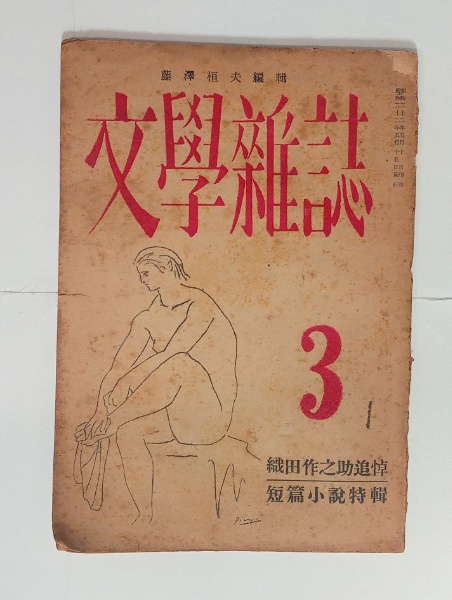 藤澤桓夫編輯
文學雜誌
3
織田作之助追悼
短篇小說特輯